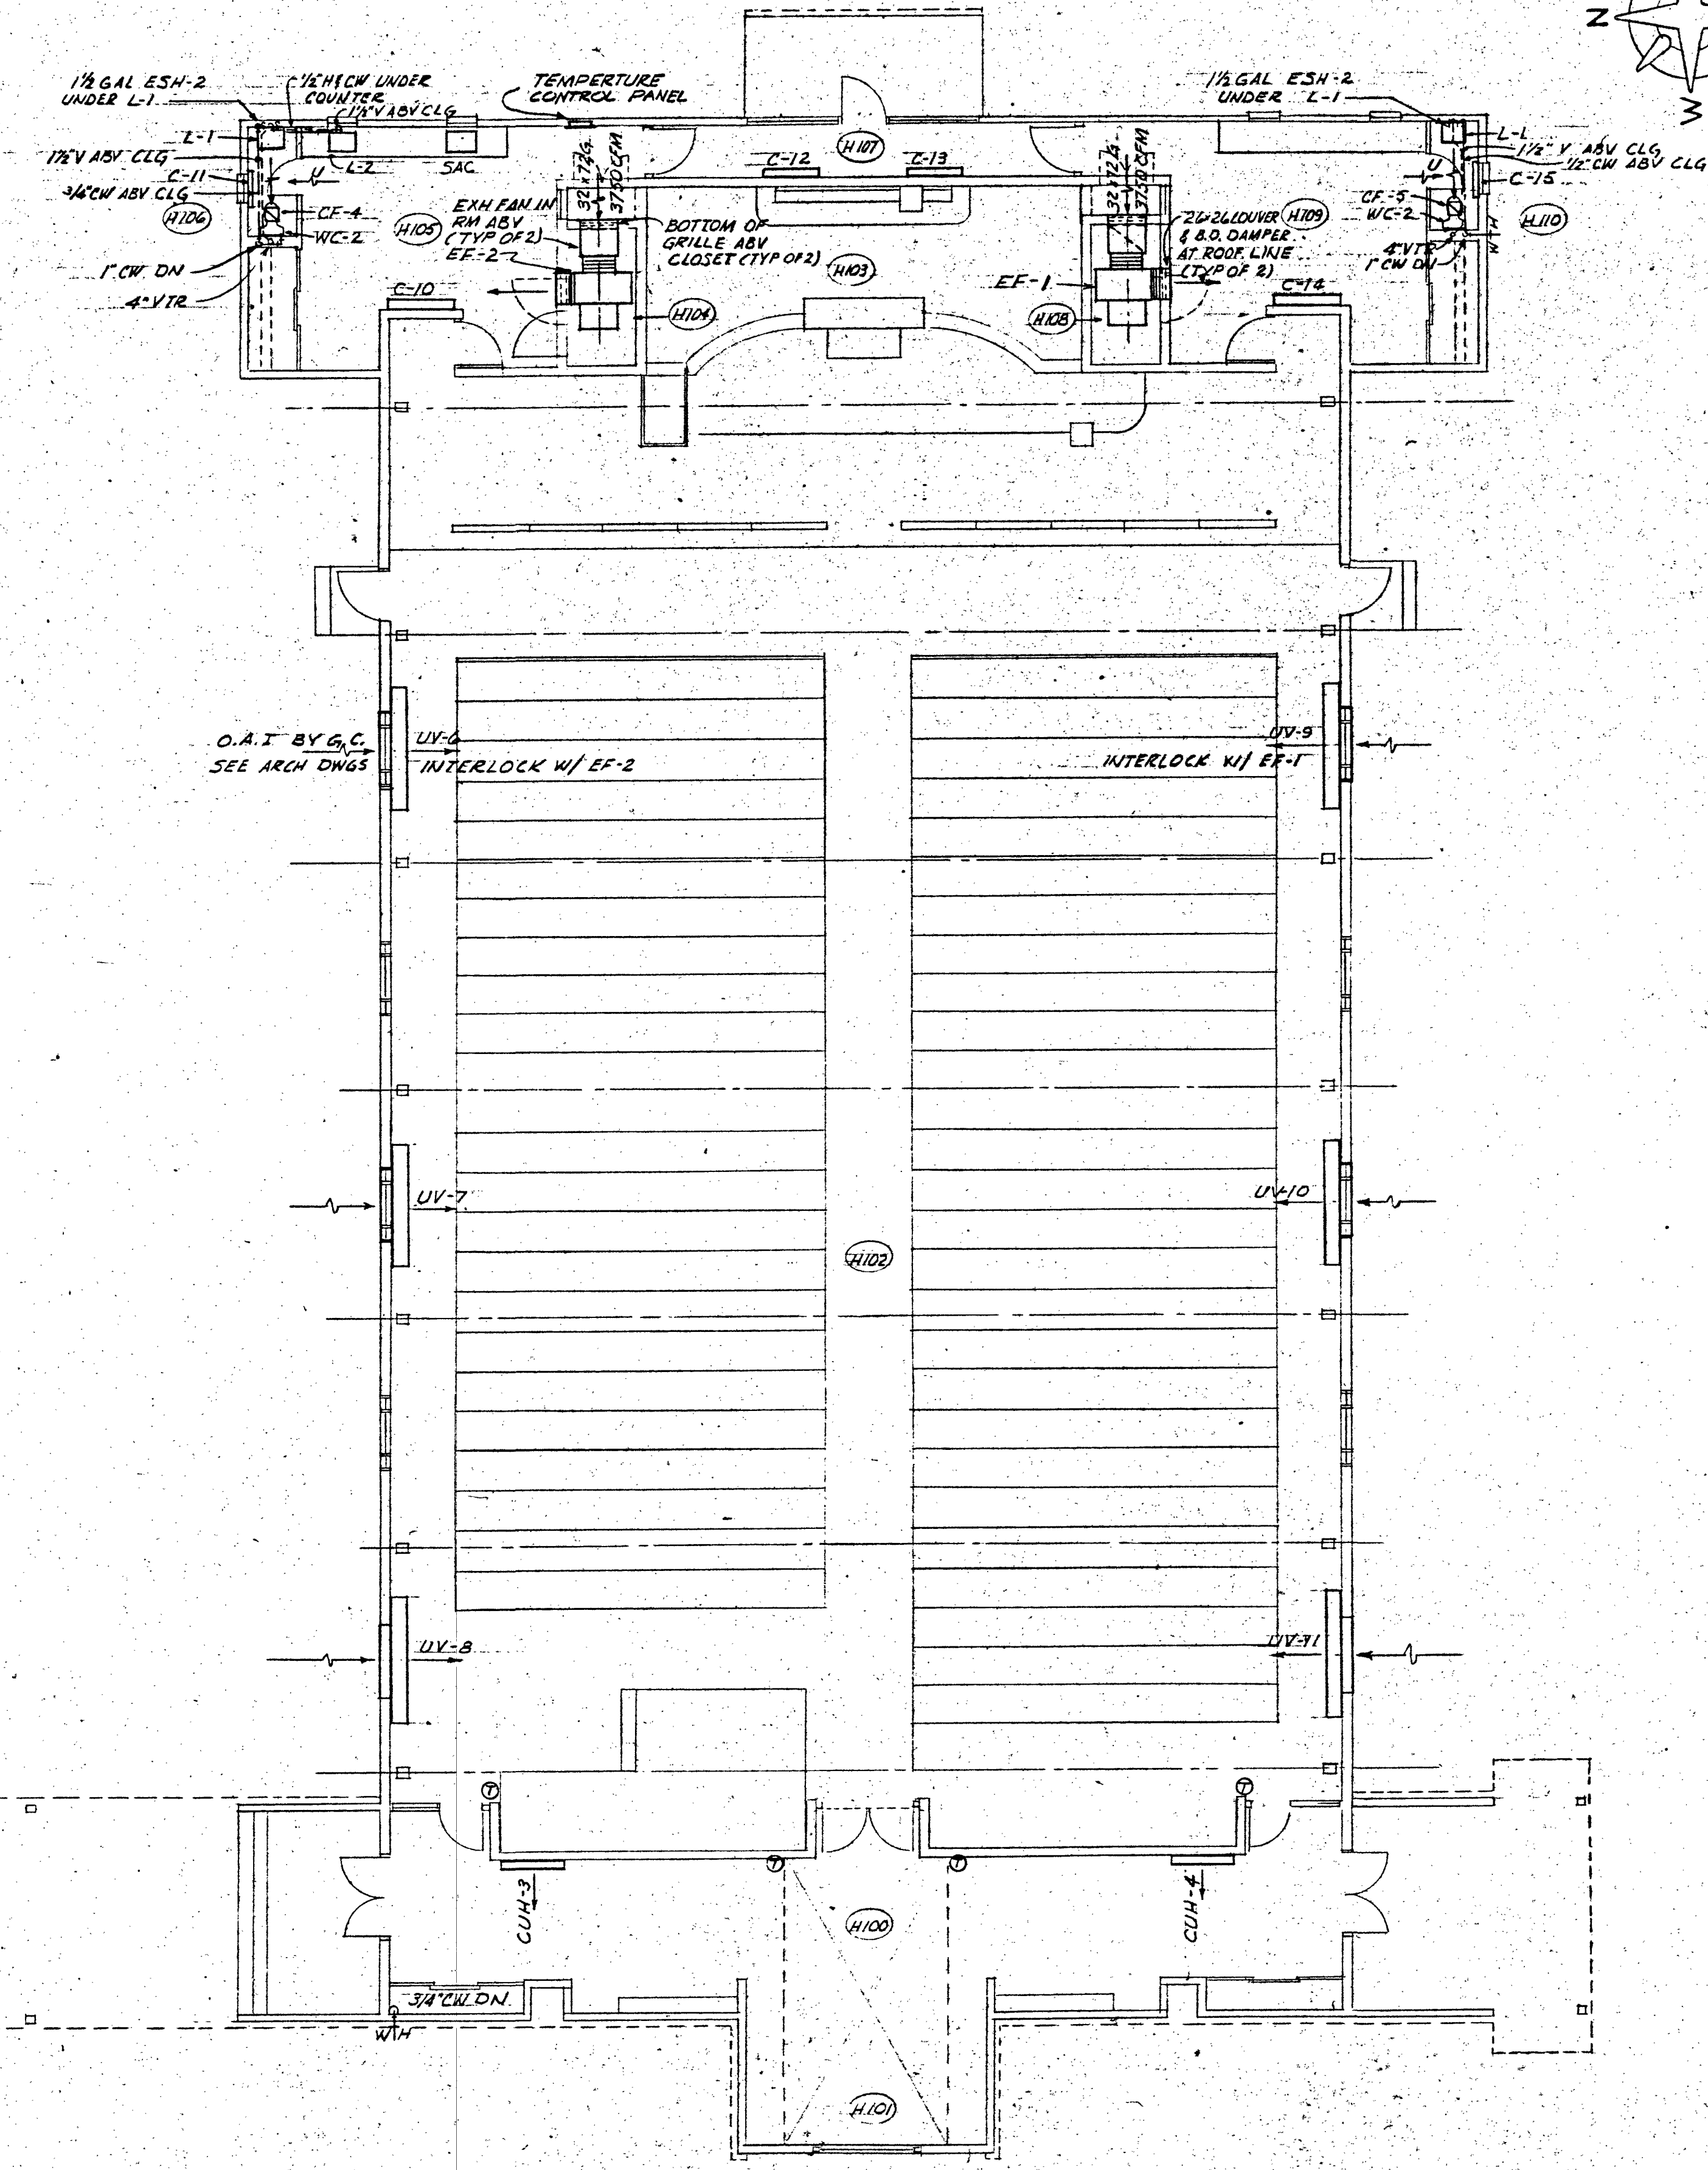 N
W
1½ GAL ESH-2
UNDER L-1
½" H&CW UNDER
COUNTER
1½" V ABV CLG
TEMPERTURE
CONTROL PANEL
1½ GAL ESH-2
UNDER L-1
L-1
1½" V ABV CLG
C-11
3/4" CW ABV CLG
H106
L-2
SAC
U
CF-4
WC-2
1" CW DN
4" VTR
H105
EXH FAN IN
RM ABV
(TYP OF 2)
EF-2
32 x 72 G.
3750 CFM
BOTTOM OF
GRILLE ABV
CLOSET (TYP OF 2)
C-10
H104
H107
C-12
C-13
H103
32 x 72 G.
3750 CFM
EF-1
H108
26x26 LOUVER
& B.D. DAMPER
AT ROOF LINE
(TYP OF 2)
H109
C-14
L-1
1½" V ABV CLG
½" CW ABV CLG
U
C-15
CF-5
WC-2
H110
4" VTR
1" CW DN
WH
O.A.I BY G.C.
SEE ARCH DWGS
UV-6
INTERLOCK W/ EF-2
UV-9
INTERLOCK W/ EF-1
UV-7
UV-10
H102
UV-8
UV-11
T
T
T
T
CUH-3
CUH-4
H100
3/4" CW DN
WH
H101